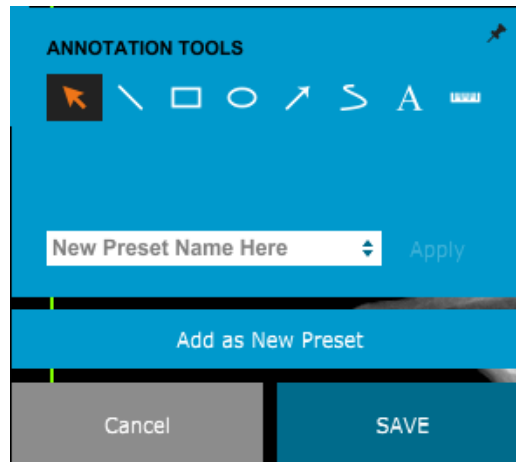 ANNOTATION TOOLS
A
New Preset Name Here
Apply
Add as New Preset
Cancel
SAVE